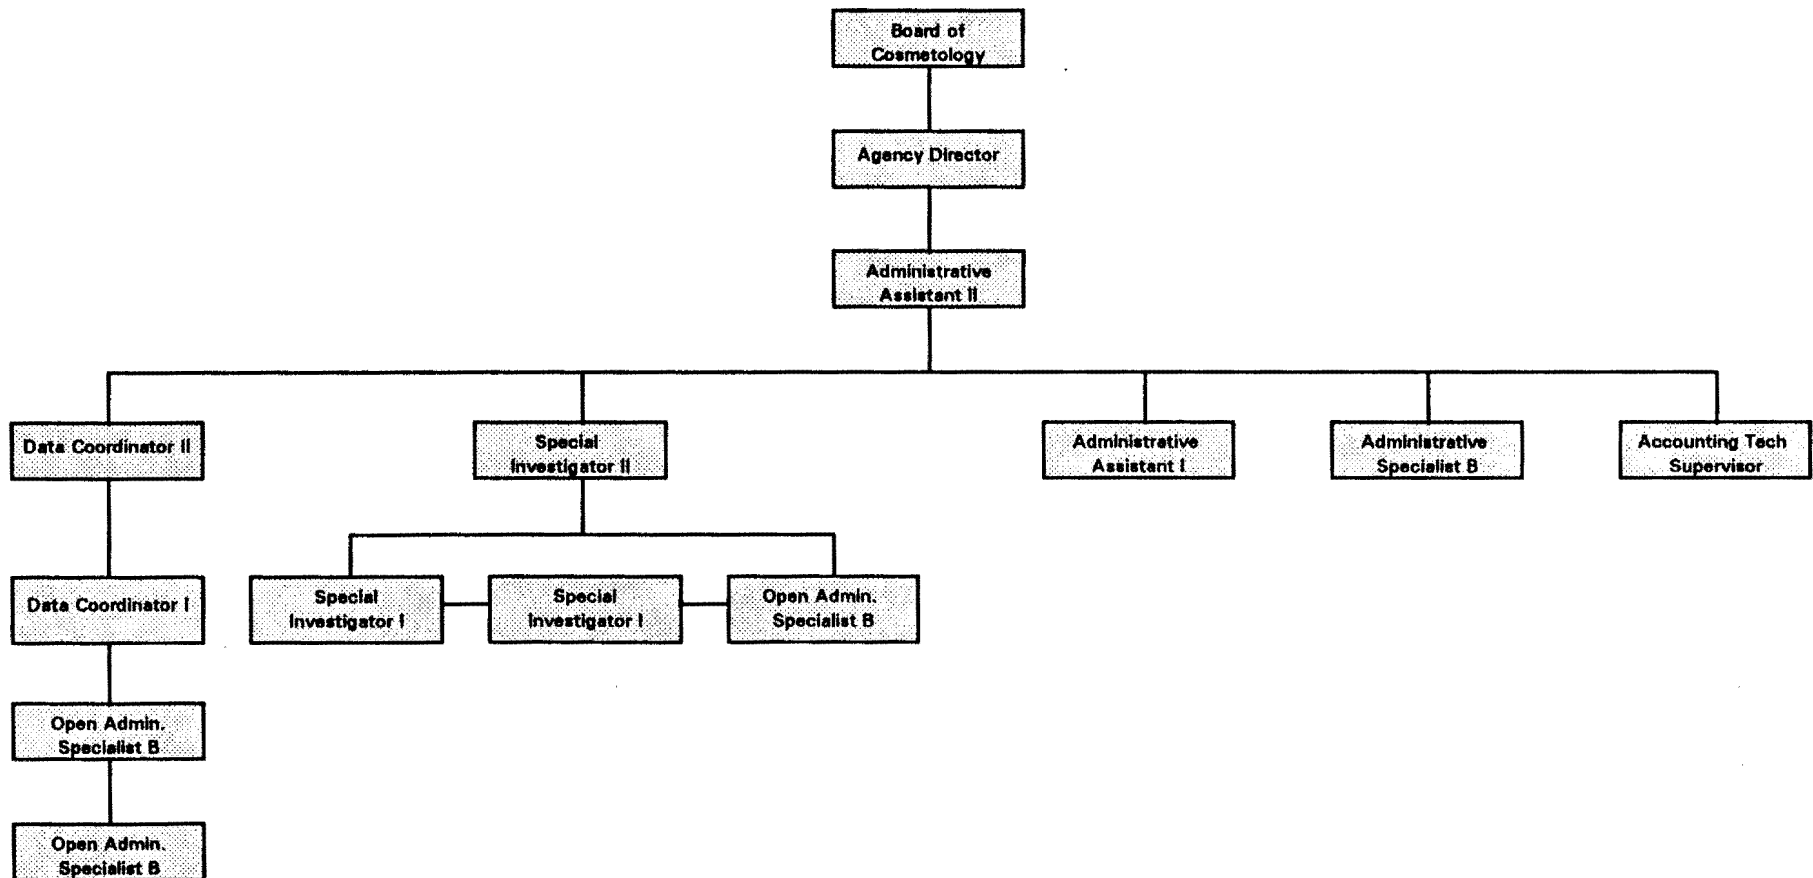 Board of
Cosmetology
Agency Director
Administrative
Assistant II
Data Coordinator II
Special
Investigator II
Administrative
Assistant I
Administrative
Specialist B
Accounting Tech
Supervisor
Data Coordinator I
Special
Investigator I
Special
Investigator I
Open Admin.
Specialist B
Open Admin.
Specialist B
Open Admin.
Specialist B